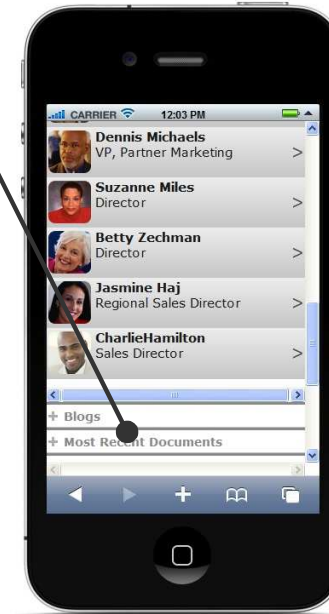 CARRIER 12:03 PM
Dennis Michaels
VP, Partner Marketing >
Suzanne Miles
Director >
Betty Zechman
Director >
Jasmine Haj
Regional Sales Director >
CharlieHamilton
Sales Director >
+ Blogs
+ Most Recent Documents